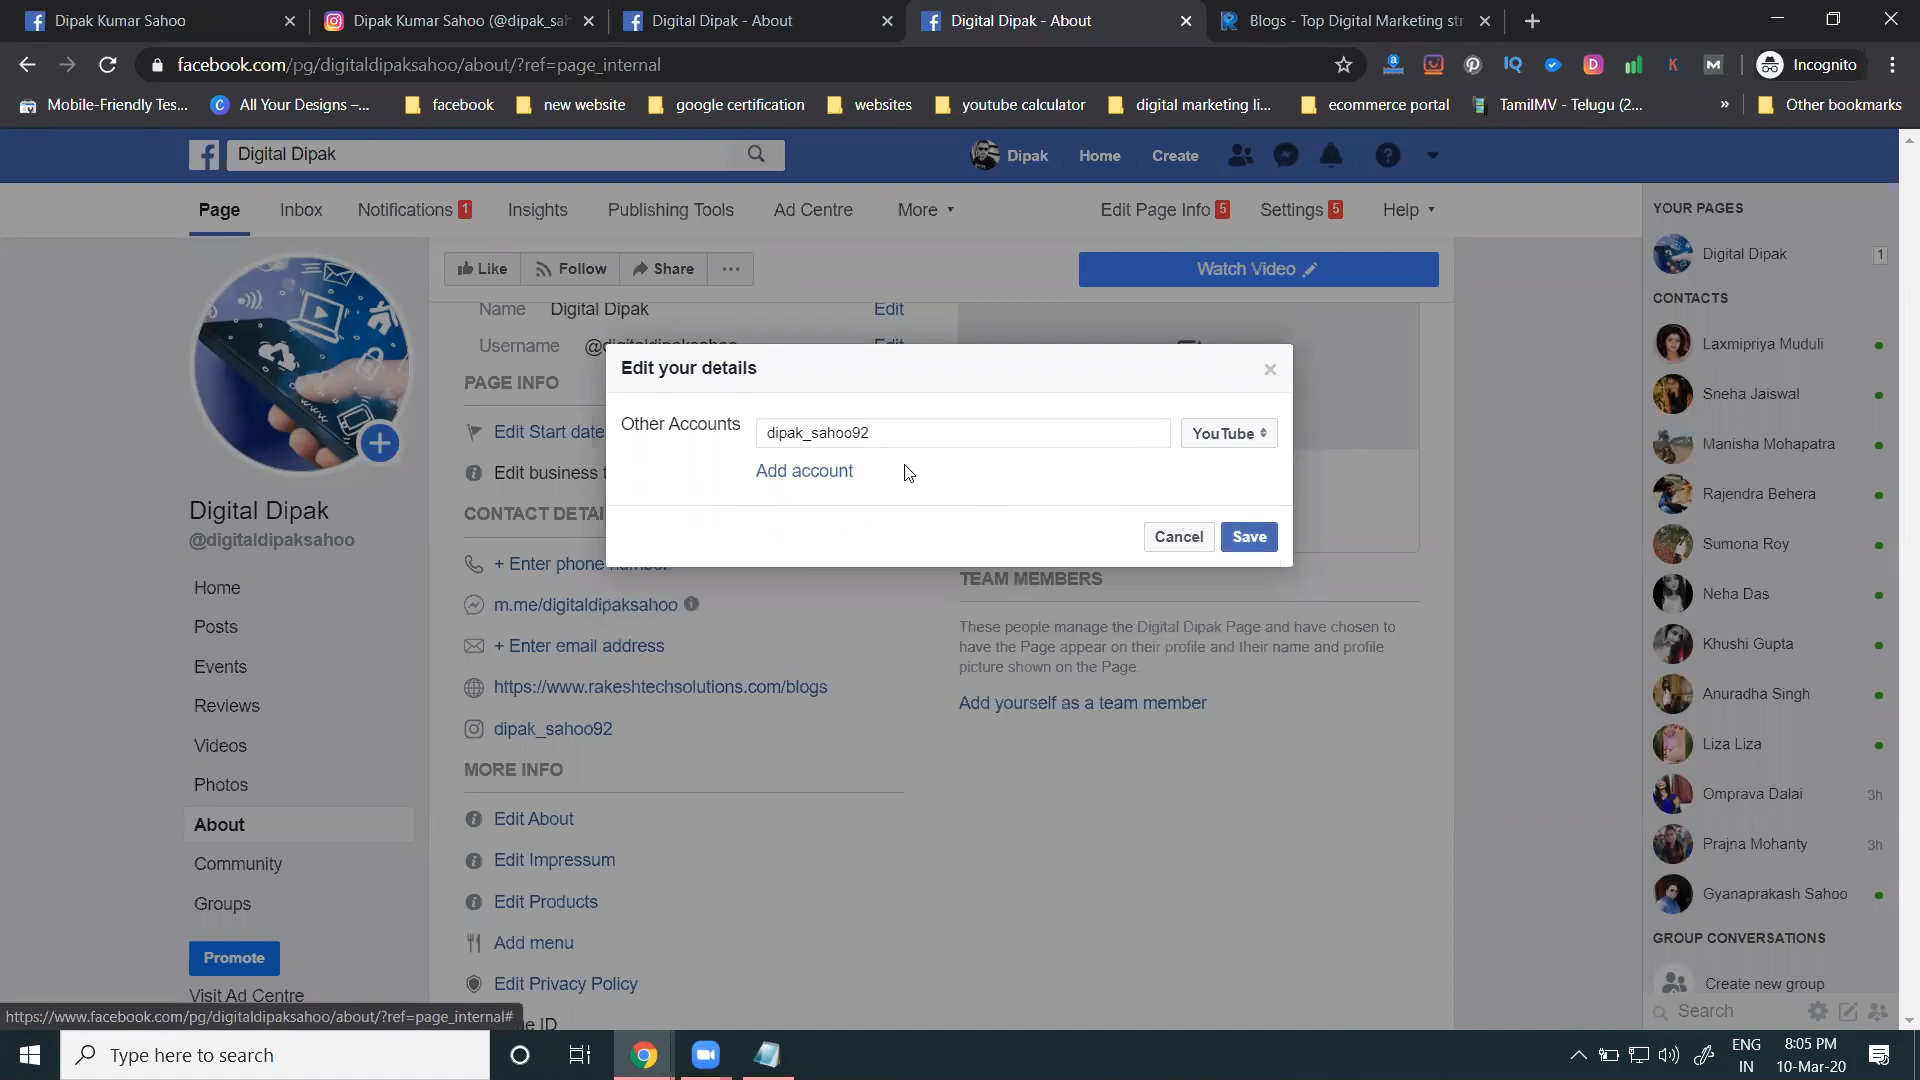 Dipak Kumar Sahoo
Dipak Kumar Sahoo (@dipak_sah
Digital Dipak - About
Digital Dipak - About
Blogs - Top Digital Marketing str
facebook.com/pg/digitaldipaksahoo/about/?ref=page_internal
Incognito
Mobile-Friendly Tes...
All Your Designs –...
facebook
new website
google certification
websites
youtube calculator
digital marketing li...
ecommerce portal
TamilMV - Telugu (2...
»
Other bookmarks
Digital Dipak
Dipak
Home
Create
Page
Inbox
Notifications 1
Insights
Publishing Tools
Ad Centre
More
Edit Page Info 5
Settings 5
Help
Like
Follow
Share
Watch Video
Name Digital Dipak Edit
Username
PAGE INFO
Edit Start date
Edit business
CONTACT DETAI
+ Enter phone number
m.me/digitaldipaksahoo
+ Enter email address
https://www.rakeshtechsolutions.com/blogs
dipak_sahoo92
MORE INFO
Edit About
Edit Impressum
Edit Products
Add menu
Edit Privacy Policy
Edit your details
×
Other Accounts
dipak_sahoo92
YouTube
Add account
Cancel
Save
TEAM MEMBERS
These people manage the Digital Dipak Page and have chosen to
have the Page appear on their profile and their name and profile
picture shown on the Page
Add yourself as a team member
Digital Dipak
@digitaldipaksahoo
Home
Posts
Events
Reviews
Videos
Photos
About
Community
Groups
Promote
Visit Ad Centre
https://www.facebook.com/pg/digitaldipaksahoo/about/?ref=page_internal#
YOUR PAGES
Digital Dipak 1
CONTACTS
Laxmipriya Muduli
Sneha Jaiswal
Manisha Mohapatra
Rajendra Behera
Sumona Roy
Neha Das
Khushi Gupta
Anuradha Singh
Liza Liza
Omprava Dalai 3h
Prajna Mohanty 3h
Gyanaprakash Sahoo
GROUP CONVERSATIONS
Create new group
Search
Type here to search
ENG
IN
8:05 PM
10-Mar-20